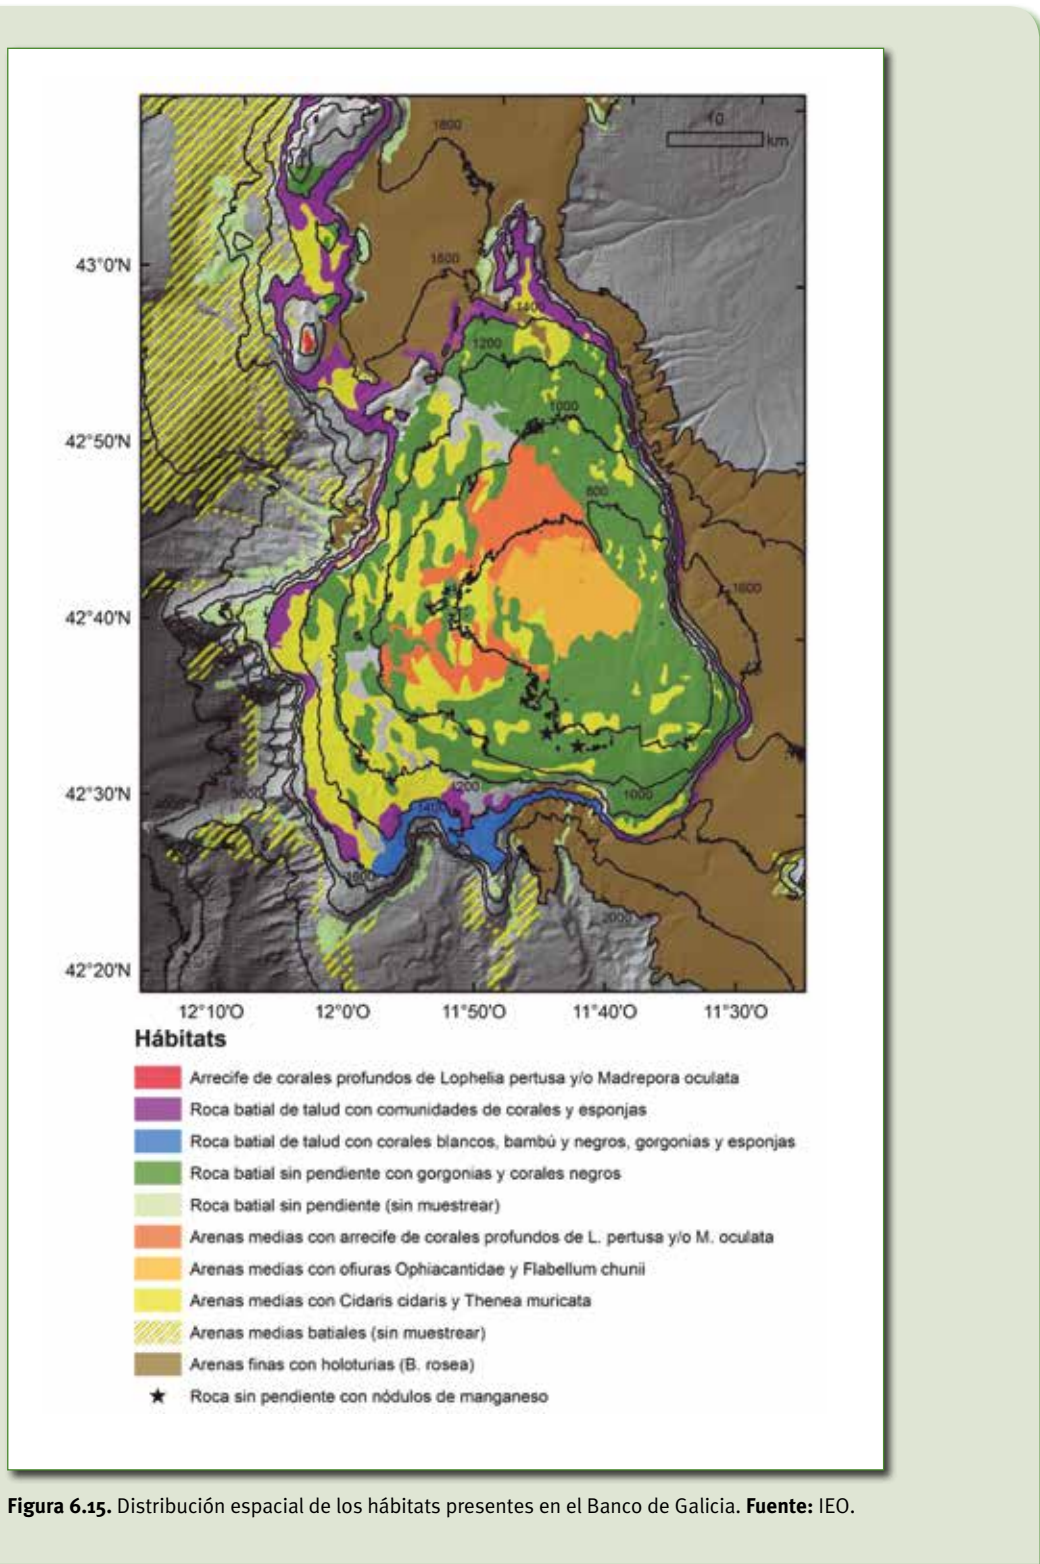 10
km
1800
1600
1400
1200
1000
800
1600
1000
1200
1400
1800
2000
3000
43°0'N
42°50'N
42°40'N
42°30'N
42°20'N
12°10'O 12°0'O 11°50'O 11°40'O 11°30'O
Hábitats
Arrecife de corales profundos de Lophelia pertusa y/o Madrepora oculata
Roca batial de talud con comunidades de corales y esponjas
Roca batial de talud con corales blancos, bambú y negros, gorgonias y esponjas
Roca batial sin pendiente con gorgonias y corales negros
Roca batial sin pendiente (sin muestrear)
Arenas medias con arrecife de corales profundos de L. pertusa y/o M. oculata
Arenas medias con ofiuras Ophiacantidae y Flabellum chunii
Arenas medias con Cidaris cidaris y Thenea muricata
Arenas medias batiales (sin muestrear)
Arenas finas con holoturias (B. rosea)
Roca sin pendiente con nódulos de manganeso
Figura 6.15. Distribución espacial de los hábitats presentes en el Banco de Galicia. Fuente: IEO.